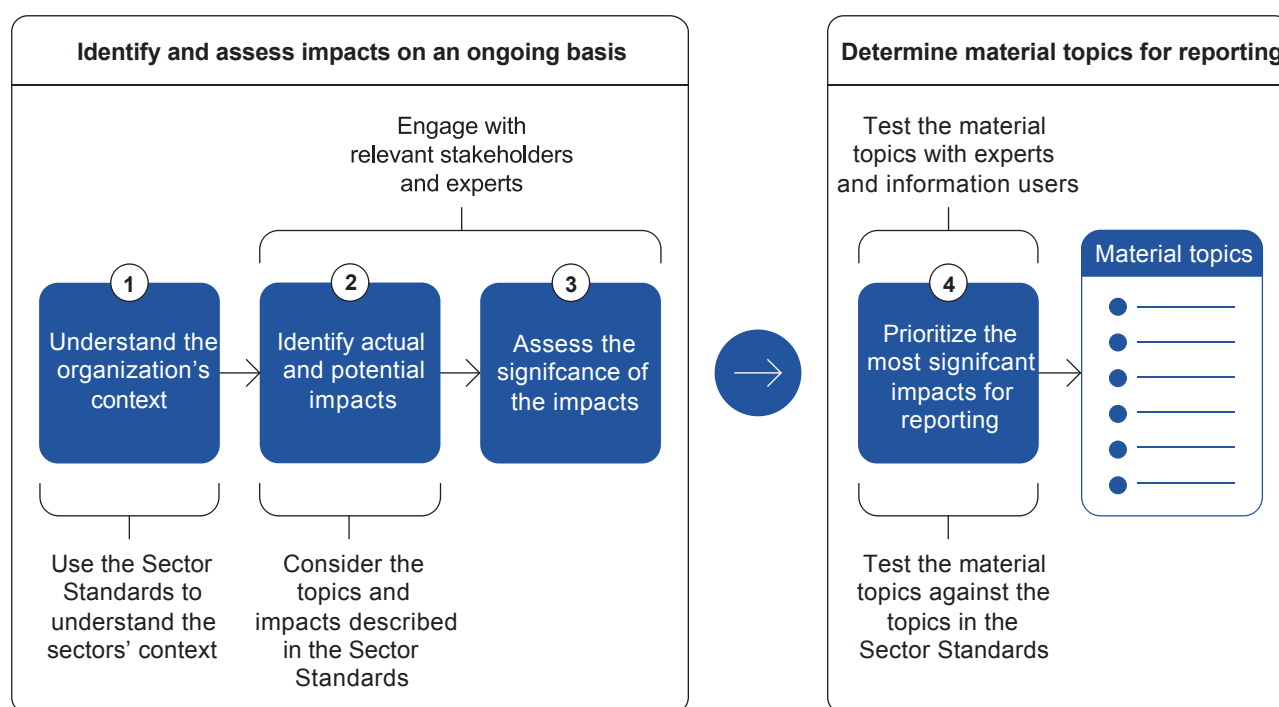 Identify and assess impacts on an ongoing basis
Engage with
relevant stakeholders
and experts
1
Understand the
organization’s
context
2
Identify actual
and potential
impacts
3
Assess the
signifcance of
the impacts
Use the Sector
Standards to
understand the
sectors’ context
Consider the
topics and
impacts described
in the Sector
Standards
Determine material topics for reporting
Test the material
topics with experts
and information users
4
Prioritize the
most signifcant
impacts for
reporting
Material topics
Test the material
topics against the
topics in the
Sector Standards